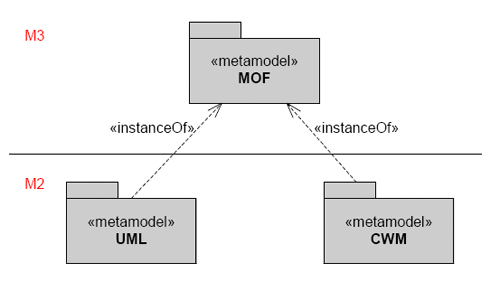 M3
«metamodel»
MOF
«instanceOf»
«instanceOf»
M2
«metamodel»
UML
«metamodel»
CWM